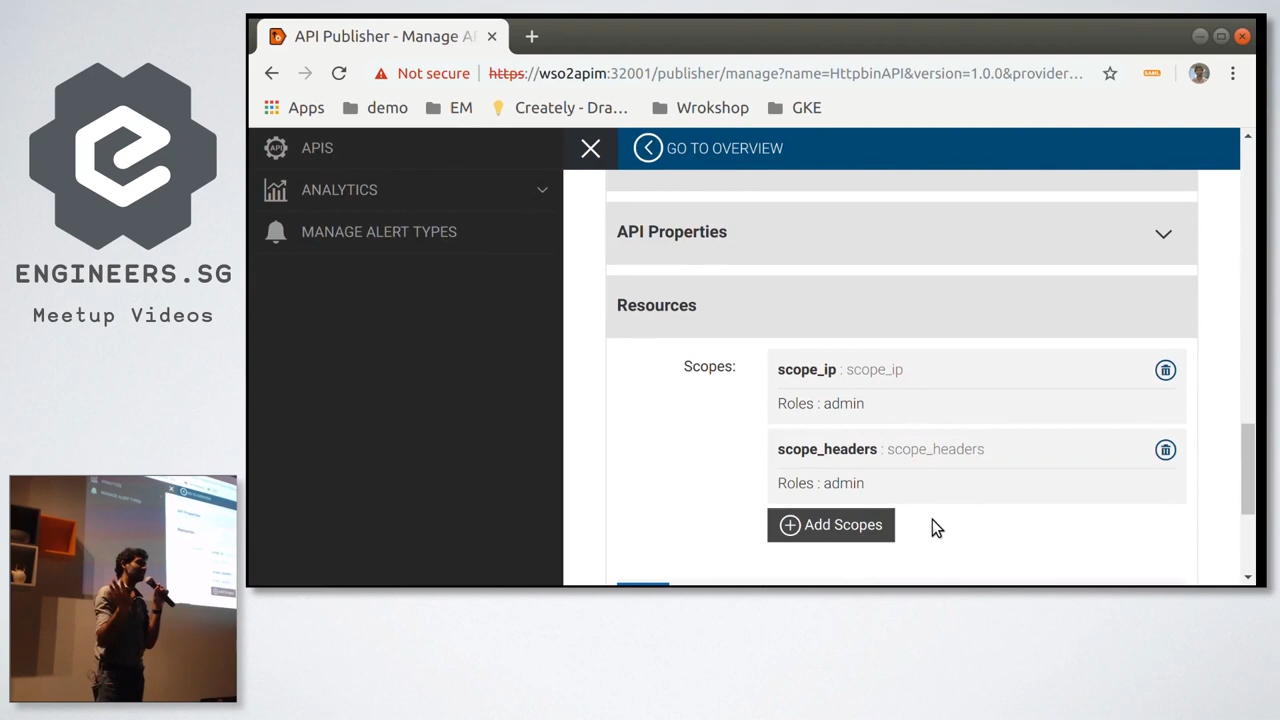 ENGINEERS.SG
Meetup Videos
API Publisher - Manage A
Not secure
https://wso2apim:32001/publisher/manage?name=HttpbinAPI&version=1.0.0&provider...
SAML
Apps
demo
EM
Creately - Dra...
Wrokshop
GKE
API
APIS
ANALYTICS
MANAGE ALERT TYPES
GO TO OVERVIEW
API Properties
Resources
Scopes:
scope_ip : scope_ip
Roles : admin
scope_headers : scope_headers
Roles : admin
Add Scopes